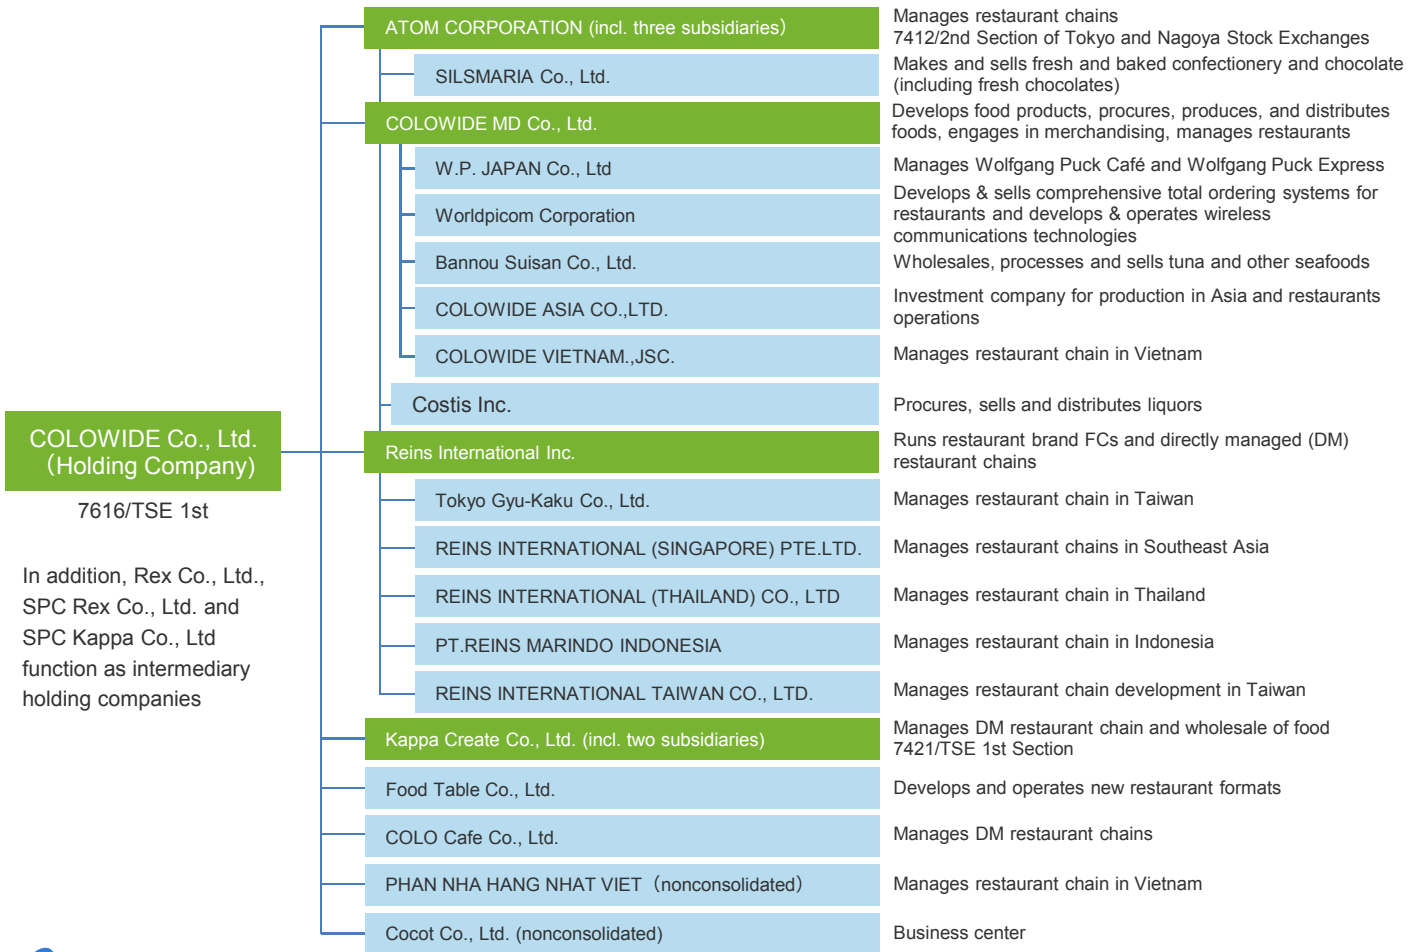 ATOM CORPORATION (incl. three subsidiaries）
Manages restaurant chains
7412/2nd Section of Tokyo and Nagoya Stock Exchanges
SILSMARIA Co., Ltd.
Makes and sells fresh and baked confectionery and chocolate
(including fresh chocolates)
COLOWIDE MD Co., Ltd.
Develops food products, procures, produces, and distributes
foods, engages in merchandising, manages restaurants
W.P. JAPAN Co., Ltd
Manages Wolfgang Puck Café and Wolfgang Puck Express
Worldpicom Corporation
Develops & sells comprehensive total ordering systems for
restaurants and develops & operates wireless
communications technologies
Bannou Suisan Co., Ltd.
Wholesales, processes and sells tuna and other seafoods
COLOWIDE ASIA CO.,LTD.
Investment company for production in Asia and restaurants
operations
COLOWIDE VIETNAM.,JSC.
Manages restaurant chain in Vietnam
Costis Inc.
Procures, sells and distributes liquors
COLOWIDE Co., Ltd.
（Holding Company)
7616/TSE 1st
In addition, Rex Co., Ltd.,
SPC Rex Co., Ltd. and
SPC Kappa Co., Ltd
function as intermediary
holding companies
Reins International Inc.
Runs restaurant brand FCs and directly managed (DM)
restaurant chains
Tokyo Gyu-Kaku Co., Ltd.
Manages restaurant chain in Taiwan
REINS INTERNATIONAL (SINGAPORE) PTE.LTD.
Manages restaurant chains in Southeast Asia
REINS INTERNATIONAL (THAILAND) CO., LTD
Manages restaurant chain in Thailand
PT.REINS MARINDO INDONESIA
Manages restaurant chain in Indonesia
REINS INTERNATIONAL TAIWAN CO., LTD.
Manages restaurant chain development in Taiwan
Kappa Create Co., Ltd. (incl. two subsidiaries)
Manages DM restaurant chain and wholesale of food
7421/TSE 1st Section
Food Table Co., Ltd.
Develops and operates new restaurant formats
COLO Cafe Co., Ltd.
Manages DM restaurant chains
PHAN NHA HANG NHAT VIET（nonconsolidated）
Manages restaurant chain in Vietnam
Cocot Co., Ltd. (nonconsolidated)
Business center